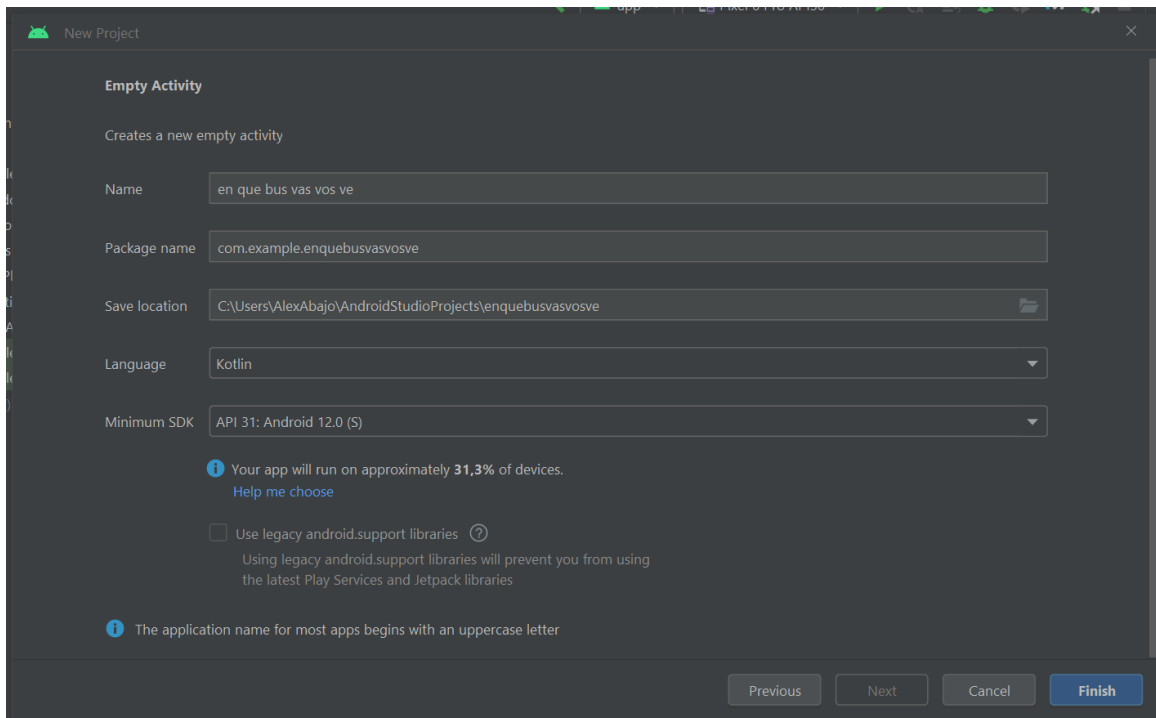 New Project
Empty Activity
Creates a new empty activity
Name en que bus vas vos ve
Package name com.example.enquebusvasvosve
Save location C:\Users\AlexAbajo\AndroidStudioProjects\enquebusvasvosve
Language Kotlin
Minimum SDK API 31: Android 12.0 (S)
Your app will run on approximately 31,3% of devices.
Help me choose
Use legacy android.support libraries ?
Using legacy android.support libraries will prevent you from using
the latest Play Services and Jetpack libraries
The application name for most apps begins with an uppercase letter
Previous Next Cancel Finish